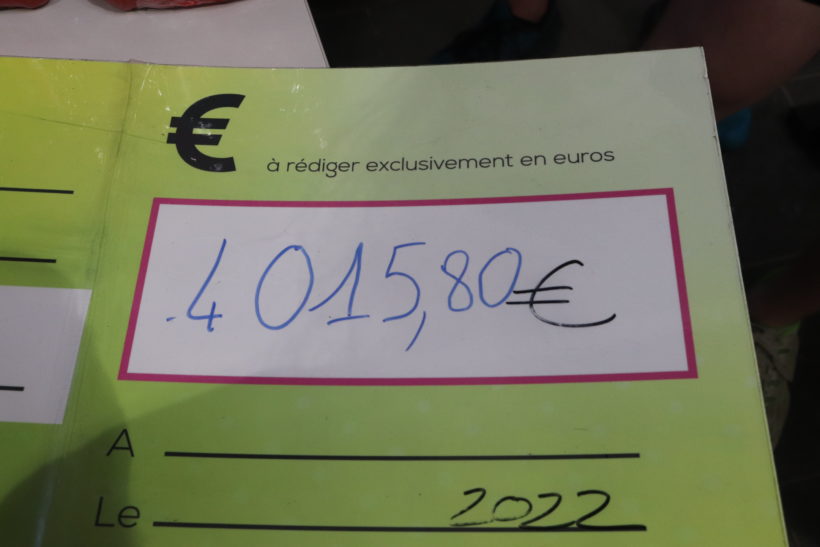 € à rédiger exclusivement en euros
4 015,80 €
A
Le 2022